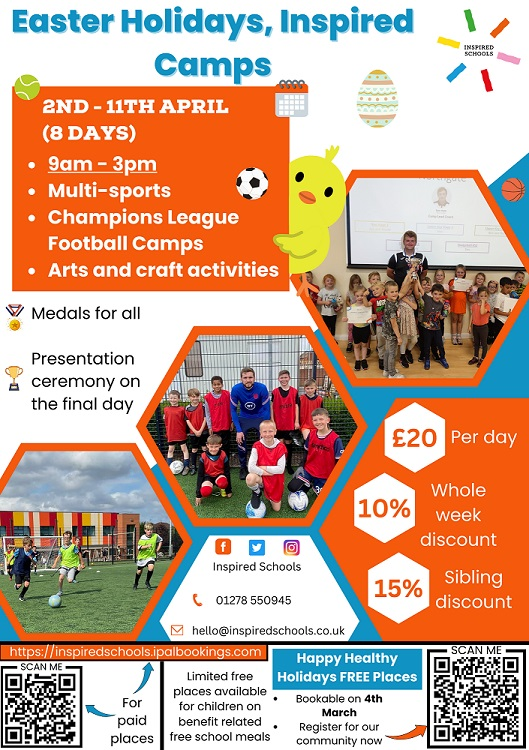 Easter Holidays, Inspired
Camps
INSPIRED
SCHOOLS
2ND - 11TH APRIL
(8 DAYS)
• 9am - 3pm
• Multi-sports
• Champions League
Football Camps
• Arts and craft activities
Medals for all
Presentation
ceremony on
the final day
£20 Per day
10% Whole
week
discount
15% Sibling
discount
Inspired Schools
01278 550945
hello@inspiredschools.co.uk
https://inspiredschools.ipalbookings.com
SCAN ME
For
paid
places
Limited free
places available
for children on
benefit related
free school meals
Happy Healthy
Holidays FREE Places
• Bookable on 4th
March
• Register for our
community now
SCAN ME